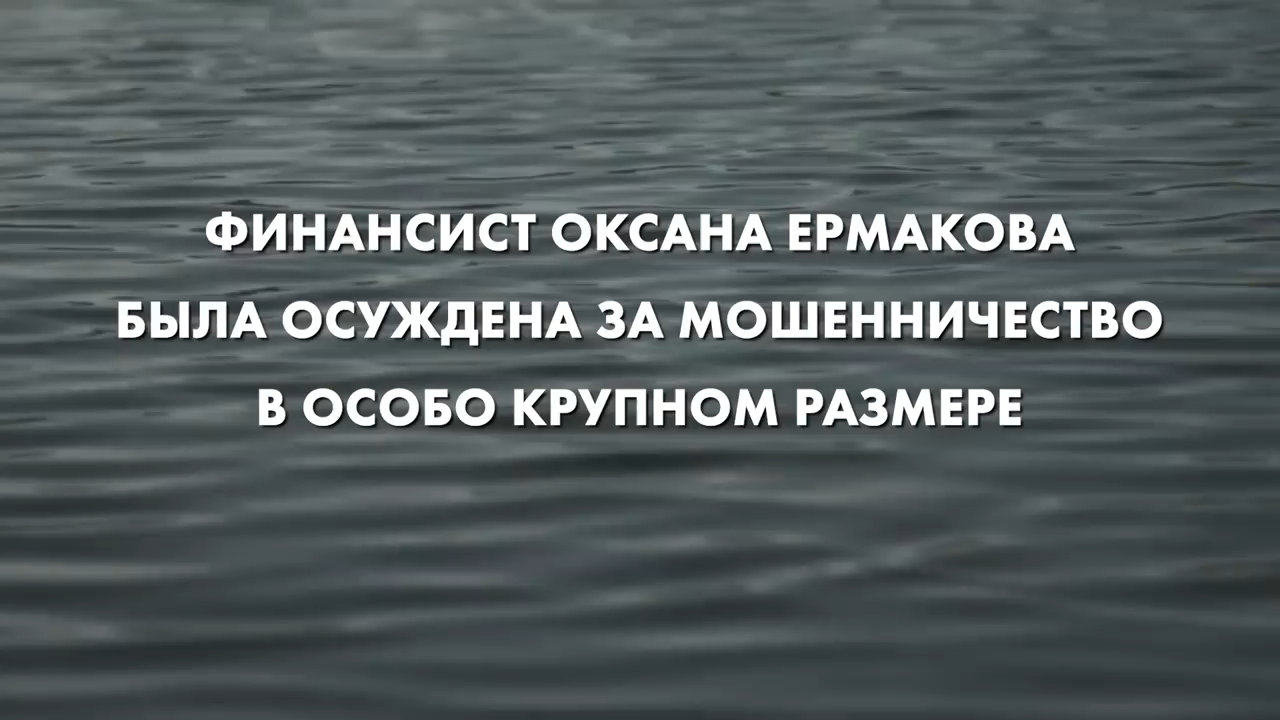 ФИНАНСИСТ ОКСАНА ЕРМАКОВА
БЫЛА ОСУЖДЕНА ЗА МОШЕННИЧЕСТВО
В ОСОБО КРУПНОМ РАЗМЕРЕ